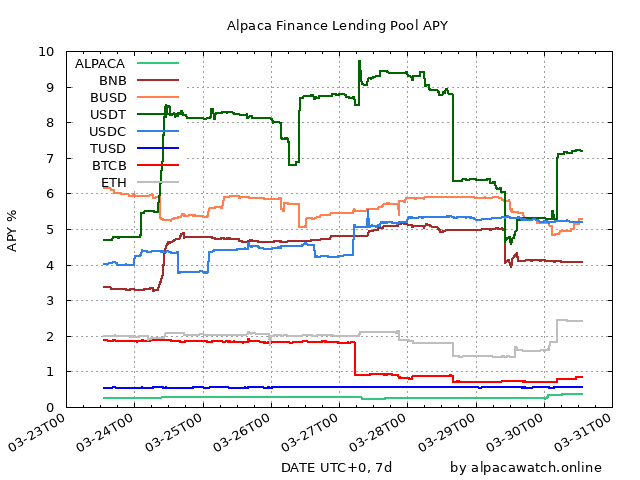 Alpaca Finance Lending Pool APY
10
9
8
7
6
5
4
3
2
1
0
APY %
ALPACA
BNB
BUSD
USDT
USDC
TUSD
BTCB
ETH
03-23T00
03-24T00
03-25T00
03-26T00
03-27T00
03-28T00
03-29T00
03-30T00
03-31T00
DATE UTC+0, 7d
by alpacawatch.online